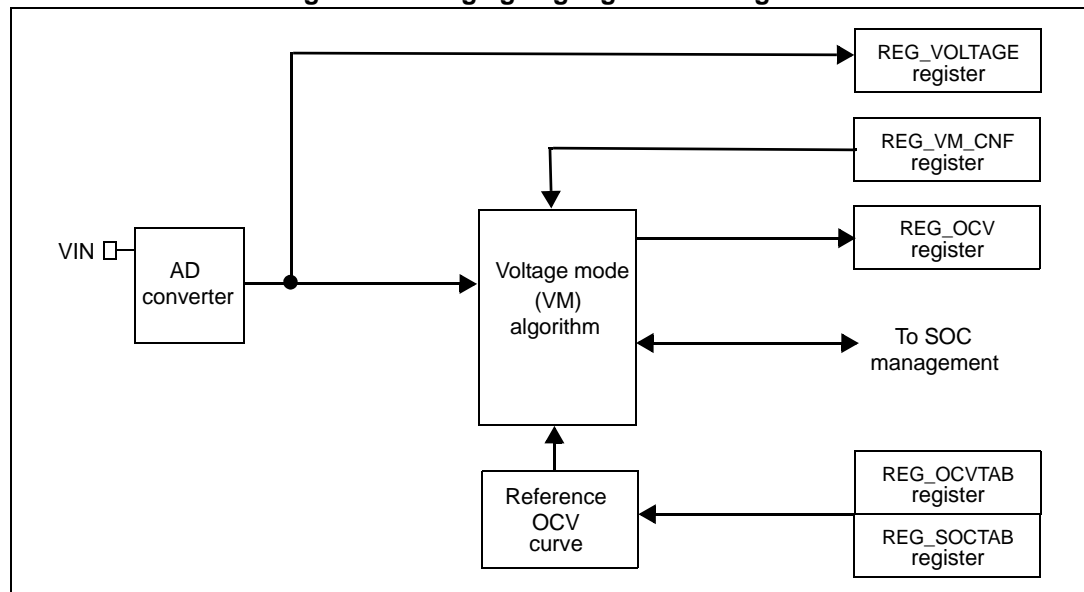 REG_VOLTAGE
register
REG_VM_CNF
register
REG_OCV
register
VIN
AD
converter
Voltage mode
(VM)
algorithm
To SOC
management
Reference
OCV
curve
REG_OCVTAB
register
REG_SOCTAB
register